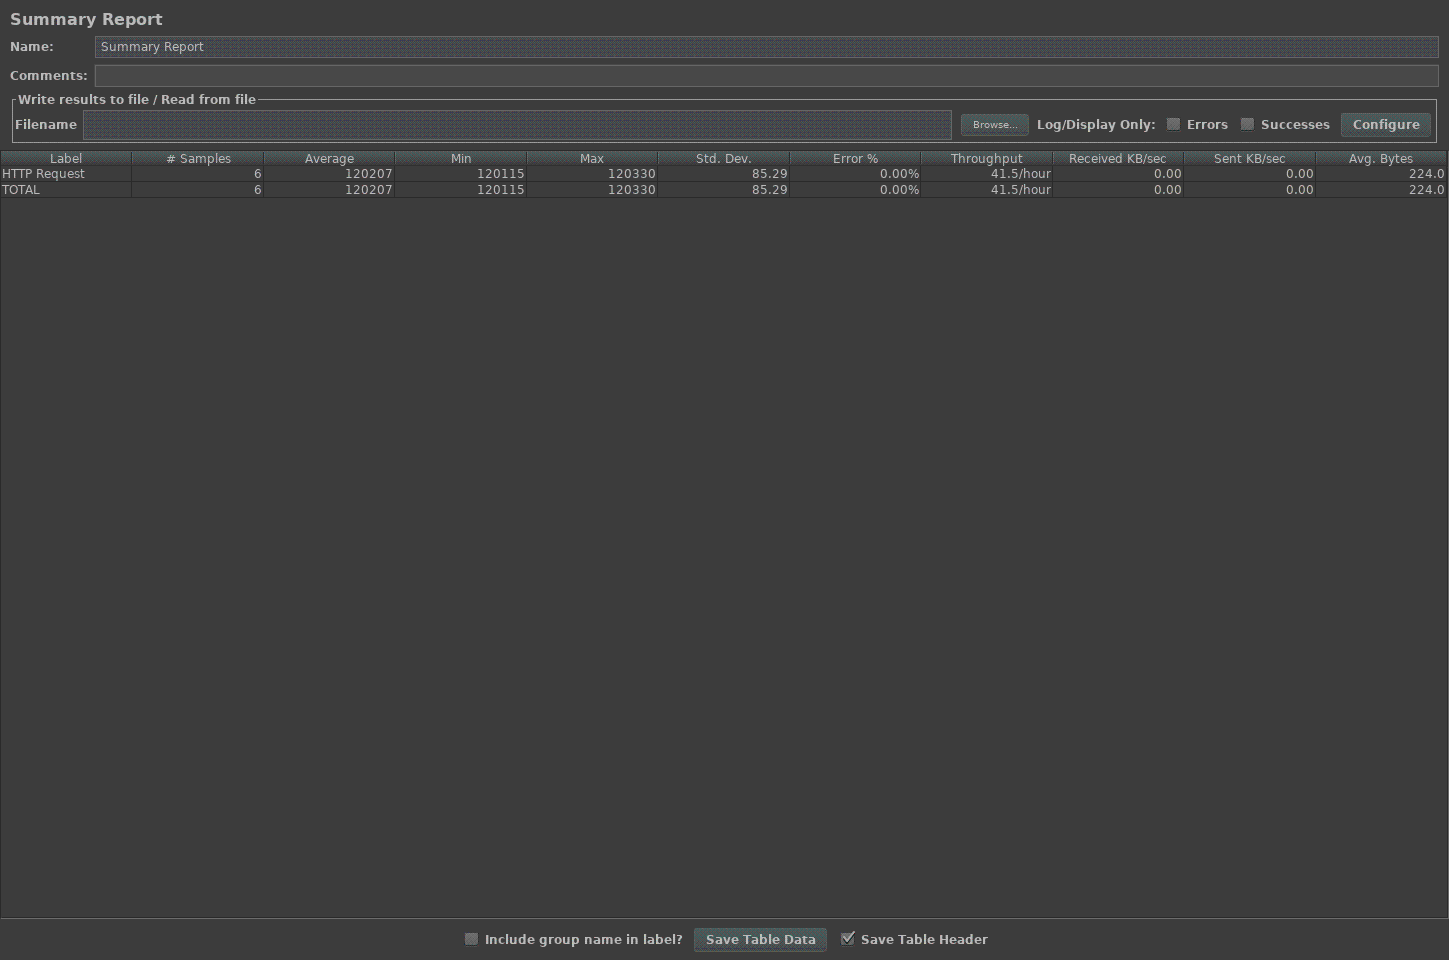 Summary Report
Name: Summary Report
Comments:
Write results to file / Read from file
Filename Browse... Log/Display Only: Errors Successes Configure
Label # Samples Average Min Max Std. Dev. Error % Throughput Received KB/sec Sent KB/sec Avg. Bytes
HTTP Request 6 120207 120115 120330 85.29 0.00% 41.5/hour 0.00 0.00 224.0
TOTAL 6 120207 120115 120330 85.29 0.00% 41.5/hour 0.00 0.00 224.0
Include group name in label? Save Table Data Save Table Header